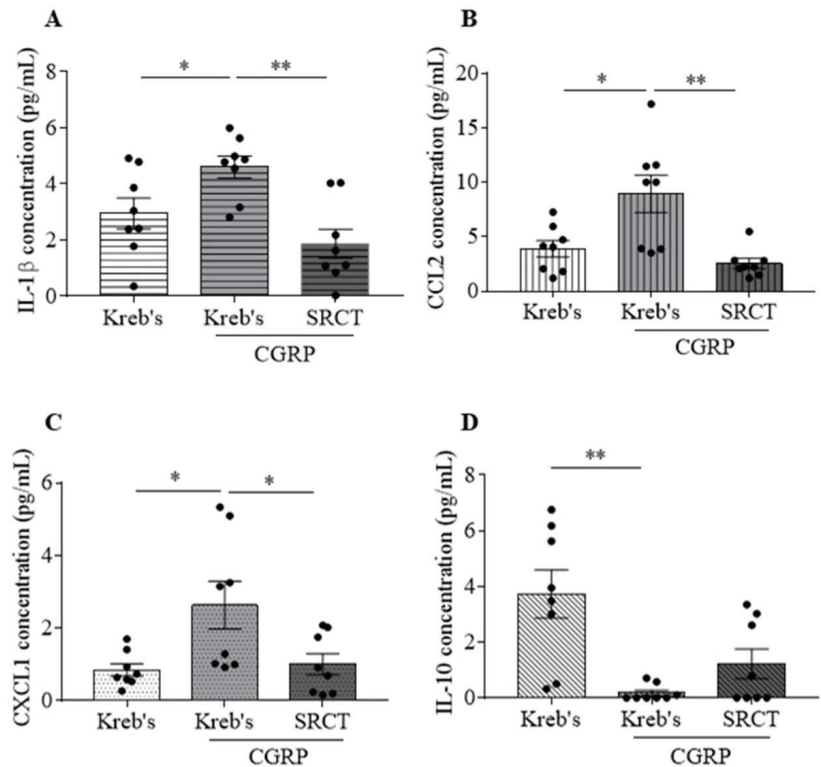 A
IL-1β concentration (pg/mL)
8
6
4
2
0
* **
Kreb's Kreb's SRCT
CGRP
B
CCL2 concentration (pg/mL)
20
15
10
5
0
* **
Kreb's Kreb's SRCT
CGRP
C
CXCL1 concentration (pg/mL)
6
4
2
0
* *
Kreb's Kreb's SRCT
CGRP
D
IL-10 concentration (pg/mL)
8
6
4
2
0
**
Kreb's Kreb's SRCT
CGRP